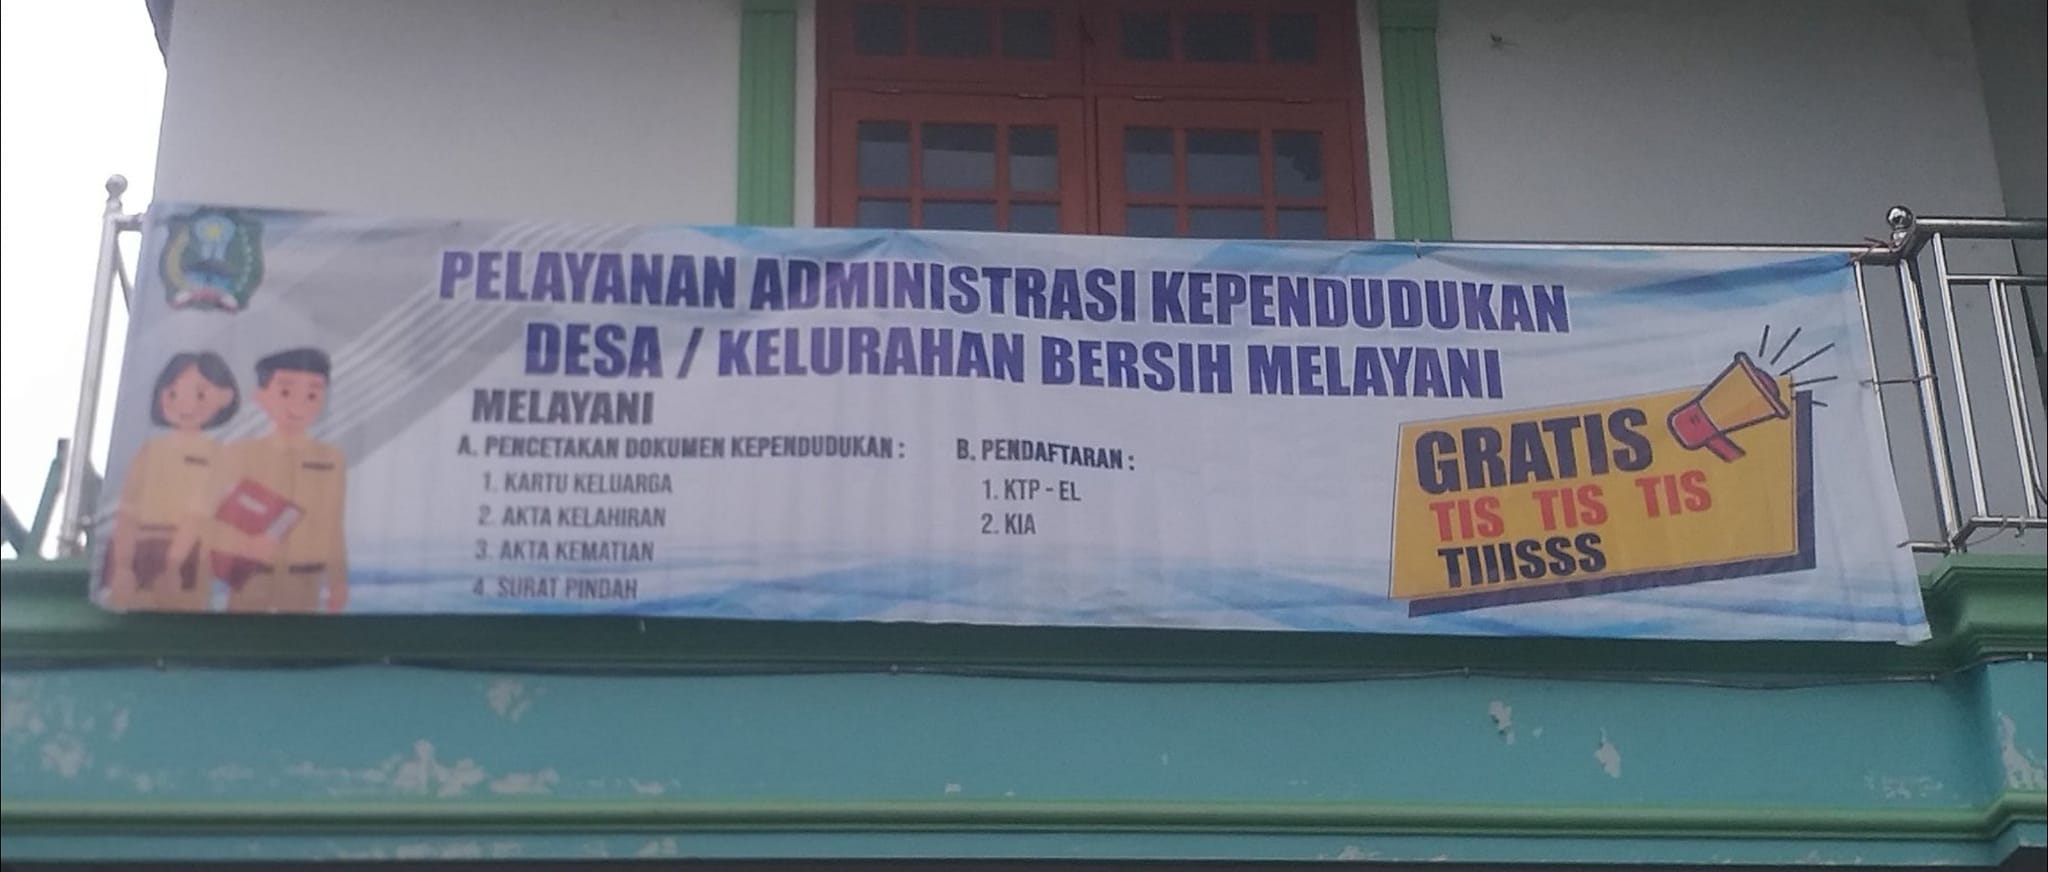 PELAYANAN ADMINISTRASI KEPENDUDUKAN
DESA / KELURAHAN BERSIH MELAYANI
MELAYANI
A. PENCETAKAN DOKUMEN KEPENDUDUKAN :
1. KARTU KELUARGA
2. AKTA KELAHIRAN
3. AKTA KEMATIAN
4. SURAT PINDAH
B. PENDAFTARAN :
1. KTP - EL
2. KIA
GRATIS
TIS TIS TIS
TIIISSS